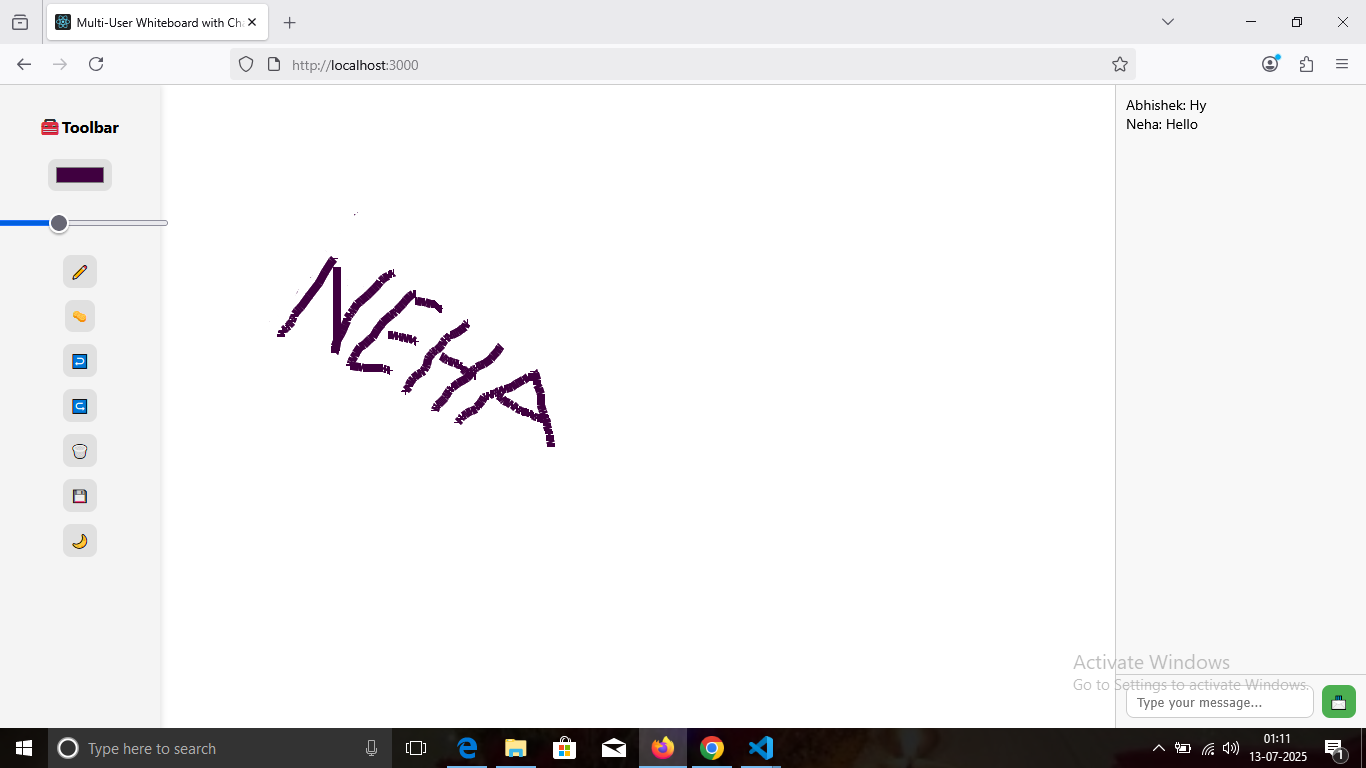 Multi-User Whiteboard with Ch
http://localhost:3000
Toolbar
NEHA
Abhishek: Hy
Neha: Hello
Activate Windows
Go to Settings to activate Windows.
Type your message...
Type here to search
01:11
13-07-2025
1